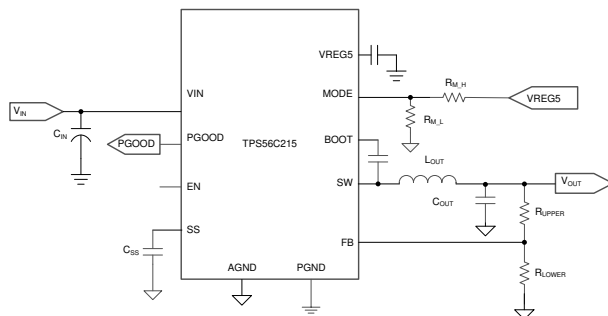 TPS56C215
VREG5
VIN
MODE
R_M_H
VREG5
V_IN
C_IN
PGOOD
PGOOD
R_M_L
BOOT
L_OUT
EN
SW
V_OUT
C_OUT
R_UPPER
SS
FB
C_SS
R_LOWER
AGND
PGND